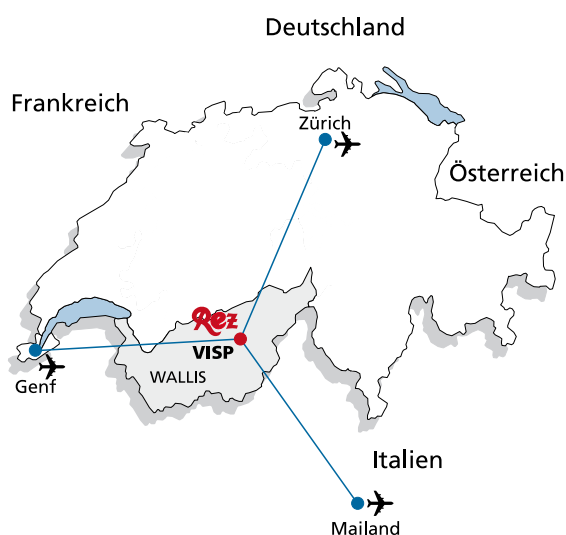 Deutschland
Frankreich
Zürich
Österreich
Rez
VISP
WALLIS
Genf
Italien
Mailand